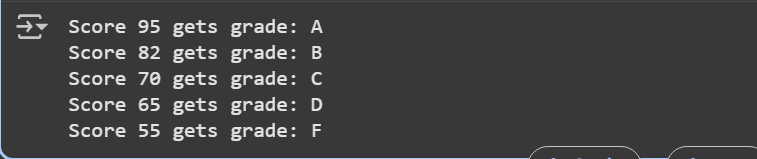 Score 95 gets grade: A
Score 82 gets grade: B
Score 70 gets grade: C
Score 65 gets grade: D
Score 55 gets grade: F